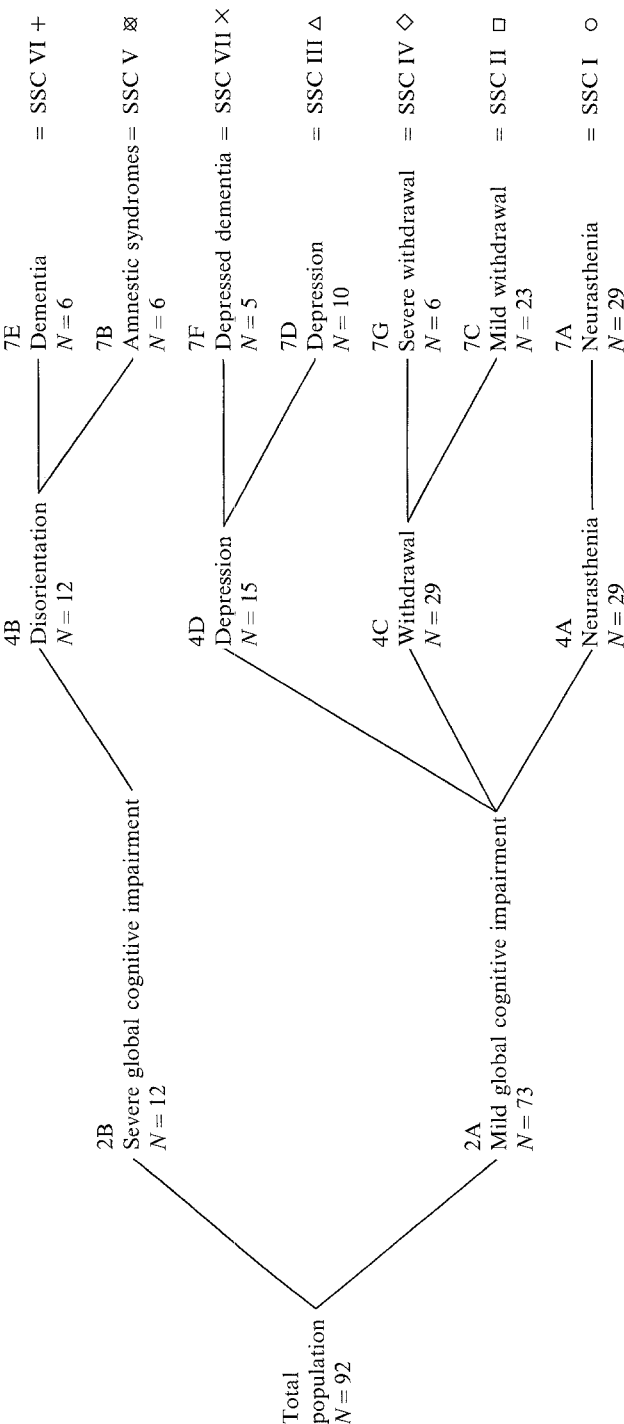 Total
population
N = 92
2B
Severe global cognitive impairment
N = 12
2A
Mild global cognitive impairment
N = 73
4B
Disorientation
N = 12
4D
Depression
N = 15
4C
Withdrawal
N = 29
4A
Neurasthenia
N = 29
7E
Dementia = SSC VI +
N = 6
7B
Amnestic syndromes = SSC V ⊗
N = 6
7F
Depressed dementia = SSC VII ×
N = 5
7D
Depression = SSC III △
N = 10
7G
Severe withdrawal = SSC IV ◇
N = 6
7C
Mild withdrawal = SSC II □
N = 23
7A
Neurasthenia = SSC I ○
N = 29